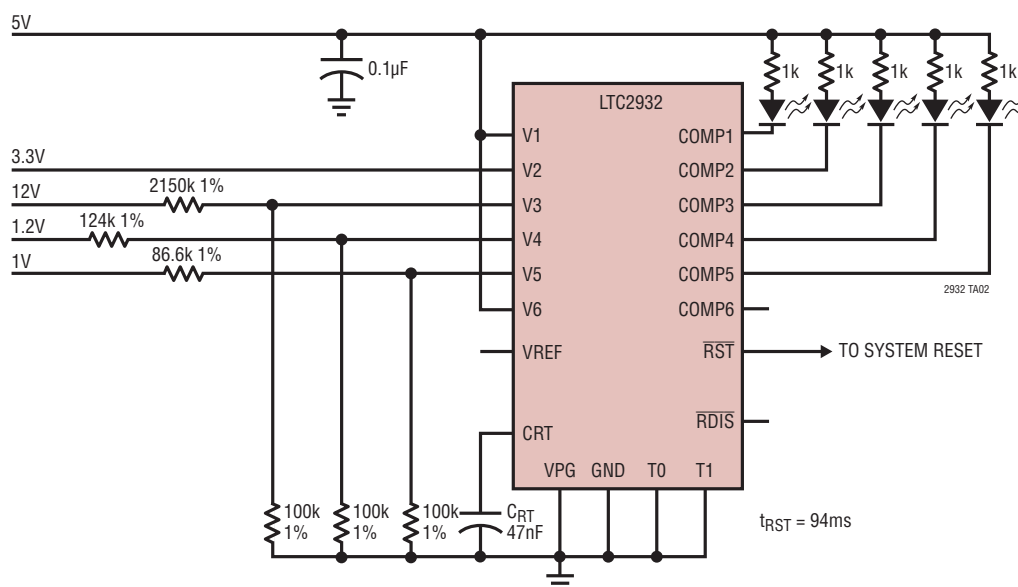 5V
0.1µF
1k 1k 1k 1k 1k
LTC2932
3.3V
12V
2150k 1%
1.2V
124k 1%
1V
86.6k 1%
V1
V2
V3
V4
V5
V6
VREF
CRT
COMP1
COMP2
COMP3
COMP4
COMP5
COMP6
RST
RDIS
2932 TA02
TO SYSTEM RESET
VPG GND T0 T1
100k
1%
100k
1%
100k
1%
CRT
47nF
tRST = 94ms